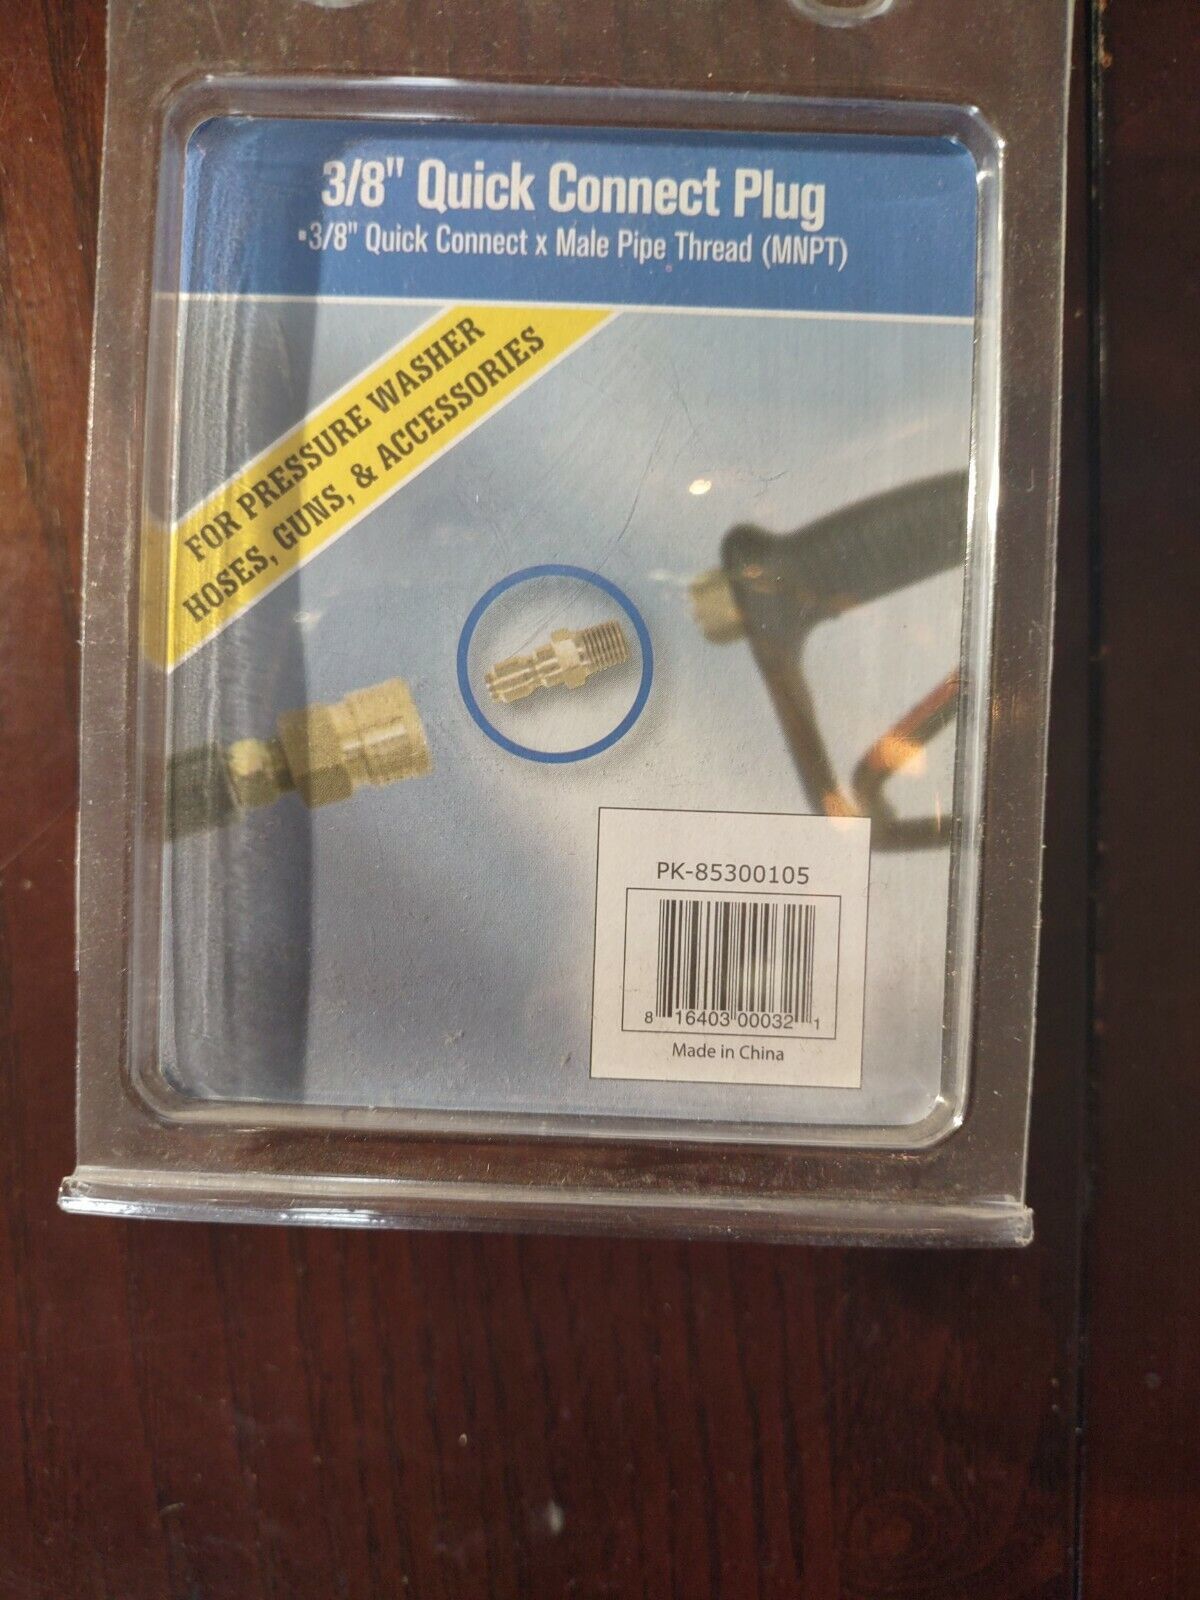 3/8" Quick Connect Plug
▪3/8" Quick Connect x Male Pipe Thread (MNPT)
FOR PRESSURE WASHER
HOSES, GUNS, & ACCESSORIES
PK-85300105
8 16403 00032 1
Made in China